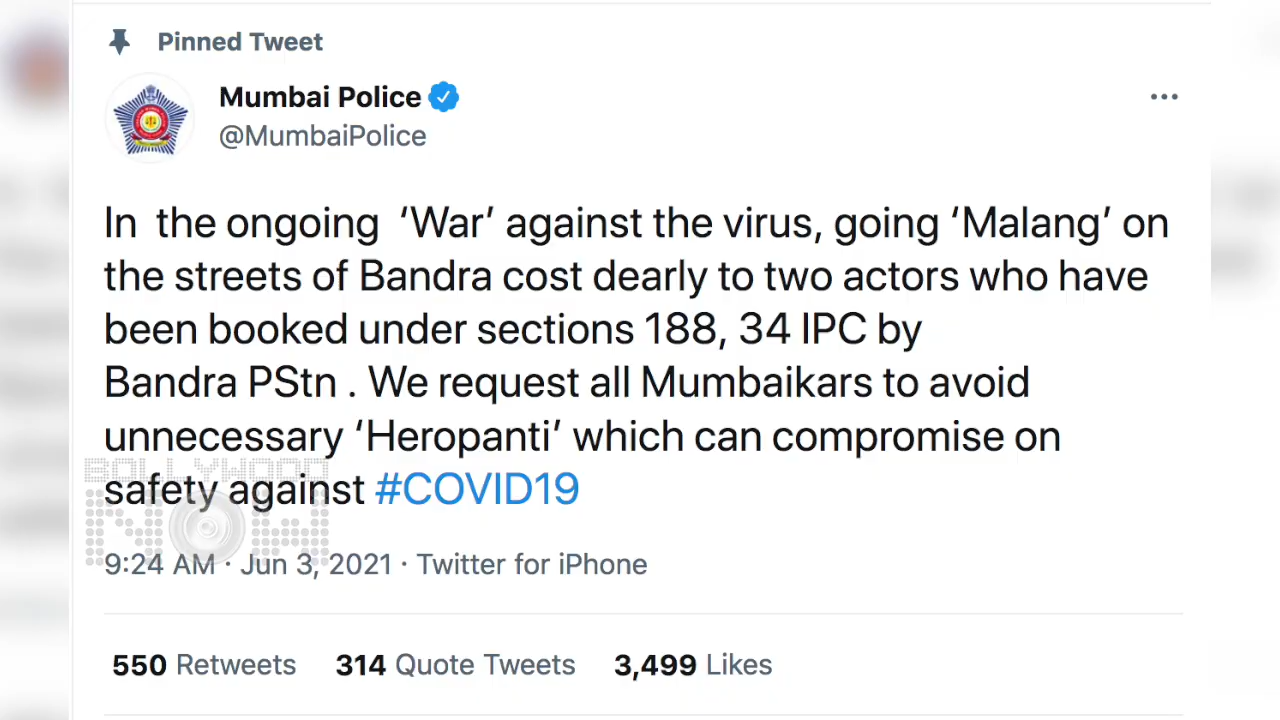 Pinned Tweet
Mumbai Police
@MumbaiPolice
In the ongoing ‘War’ against the virus, going ‘Malang’ on
the streets of Bandra cost dearly to two actors who have
been booked under sections 188, 34 IPC by
Bandra PStn . We request all Mumbaikars to avoid
unnecessary ‘Heropanti’ which can compromise on
safety against #COVID19
BOLLYWOOD
NOW
9:24 AM · Jun 3, 2021 · Twitter for iPhone
550 Retweets 314 Quote Tweets 3,499 Likes